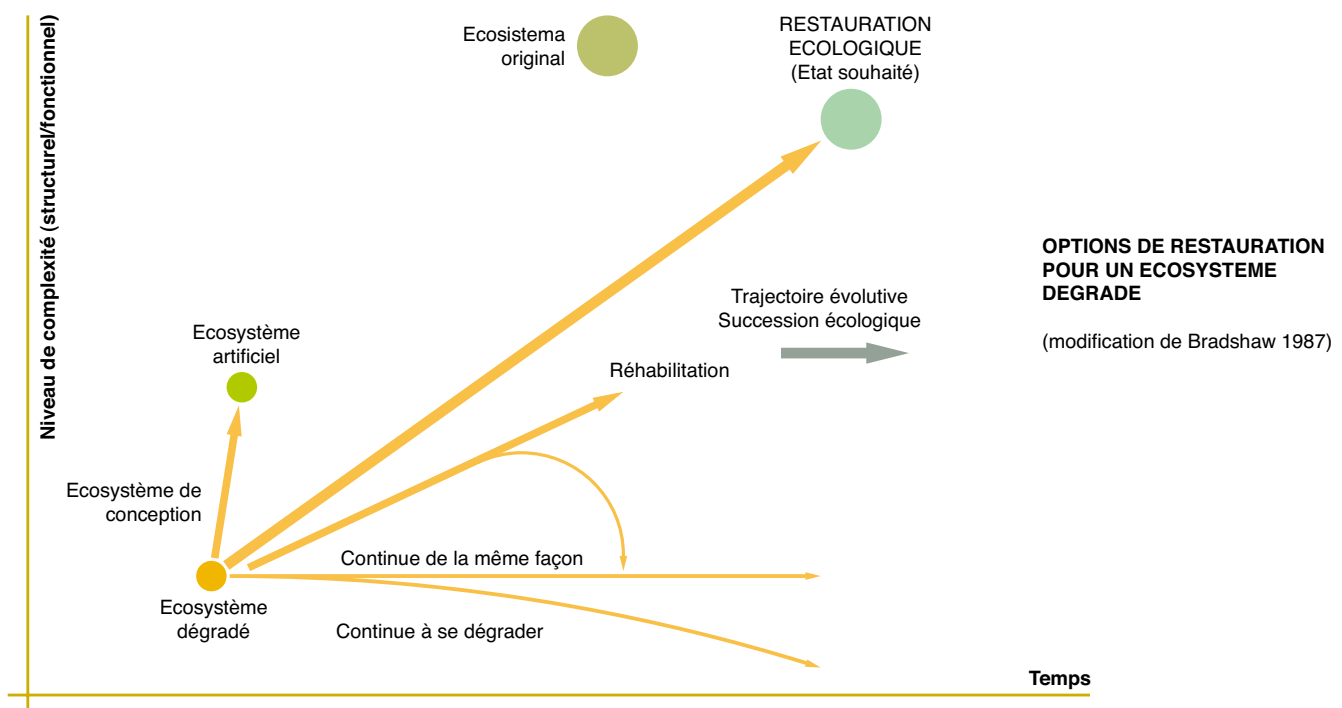 Niveau de complexité (structurel/fonctionnel)
Ecosistema
original
RESTAURATION
ECOLOGIQUE
(Etat souhaité)
OPTIONS DE RESTAURATION
POUR UN ECOSYSTEME
DEGRADE
(modification de Bradshaw 1987)
Trajectoire évolutive
Succession écologique
Ecosystème
artificiel
Réhabilitation
Ecosystème de
conception
Continue de la même façon
Ecosystème
dégradé
Continue à se dégrader
Temps